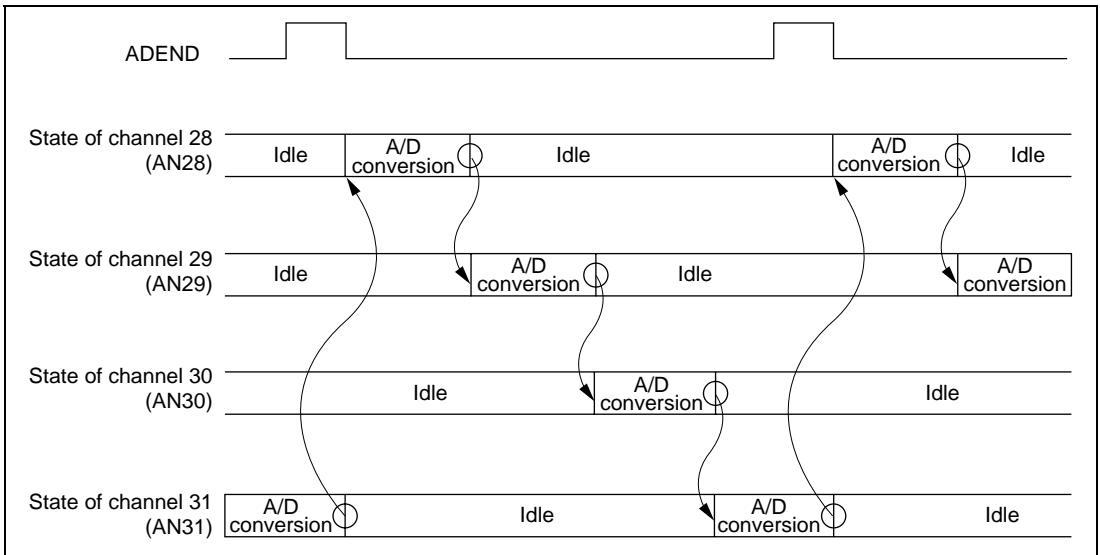 ADEND
State of channel 28
(AN28)
Idle
A/D
conversion
Idle
A/D
conversion
Idle
State of channel 29
(AN29)
Idle
A/D
conversion
Idle
A/D
conversion
State of channel 30
(AN30)
Idle
A/D
conversion
Idle
State of channel 31
(AN31)
A/D
conversion
Idle
A/D
conversion
Idle